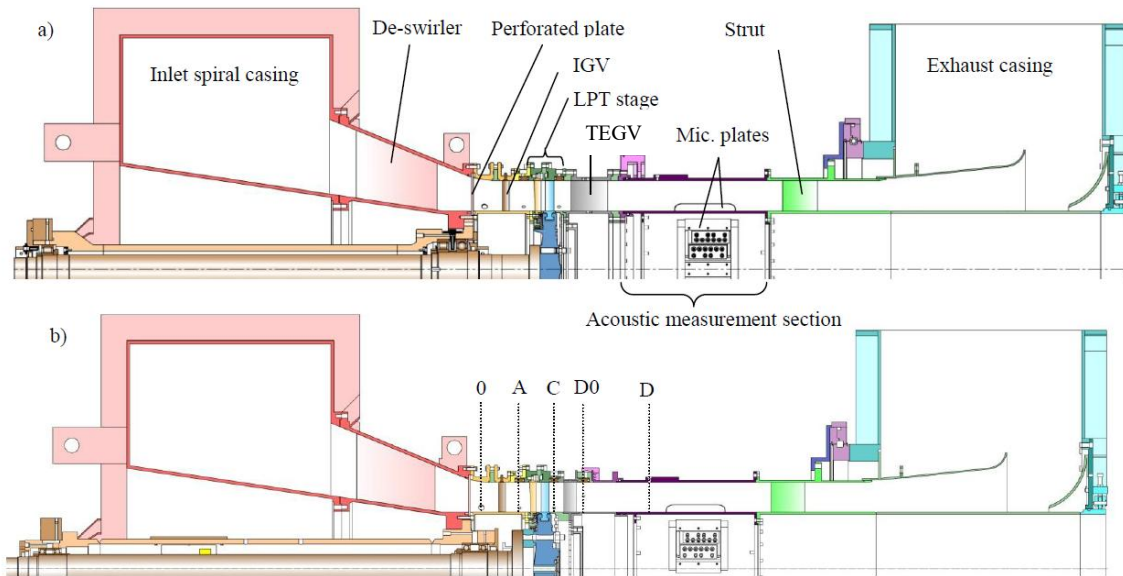 a)
De-swirler
Perforated plate
Strut
Inlet spiral casing
IGV
Exhaust casing
LPT stage
TEGV
Mic. plates
Acoustic measurement section
b)
0 A C D0 D